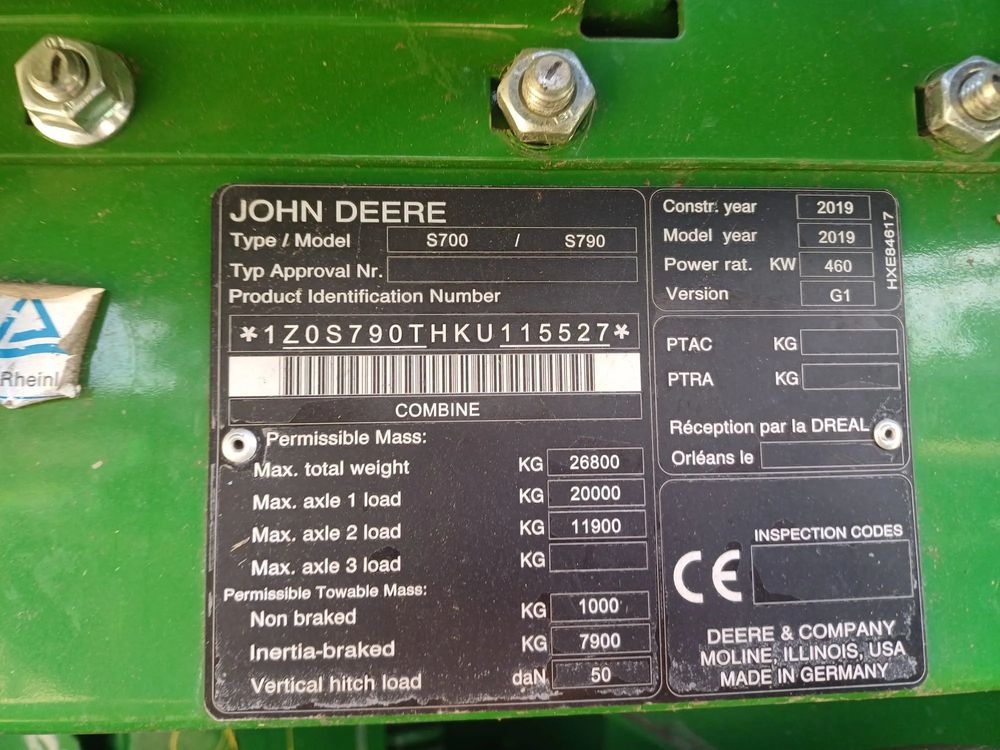 JOHN DEERE
Type / Model S700 / S790
Typ Approval Nr.
Product Identification Number
*1Z0S790THKU115527*
COMBINE
Permissible Mass:
Max. total weight KG 26800
Max. axle 1 load KG 20000
Max. axle 2 load KG 11900
Max. axle 3 load KG
Permissible Towable Mass:
Non braked KG 1000
Inertia-braked KG 7900
Vertical hitch load daN 50
Constr. year 2019
Model year 2019
Power rat. KW 460
Version G1
HXE84617
PTAC KG
PTRA KG
Réception par la DREAL
Orléans le
INSPECTION CODES
CE
DEERE & COMPANY
MOLINE, ILLINOIS, USA
MADE IN GERMANY
Rheinl